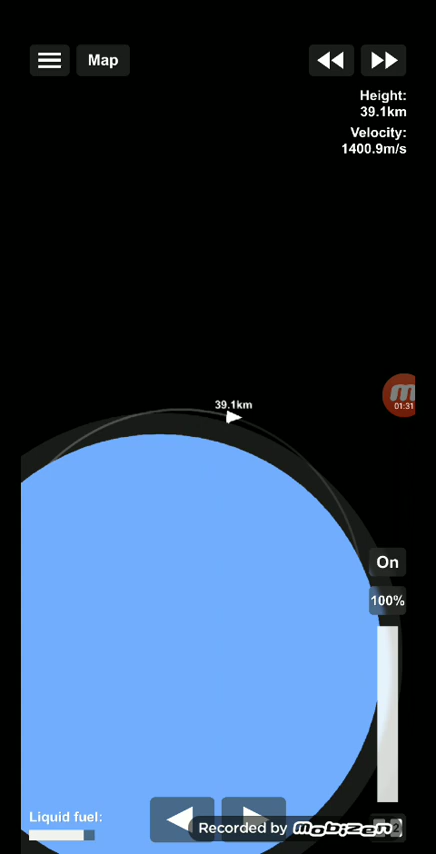 Map
Height:
39.1km
Velocity:
1400.9m/s
39.1km
01:31
On
100%
Liquid fuel:
Recorded by mobizen